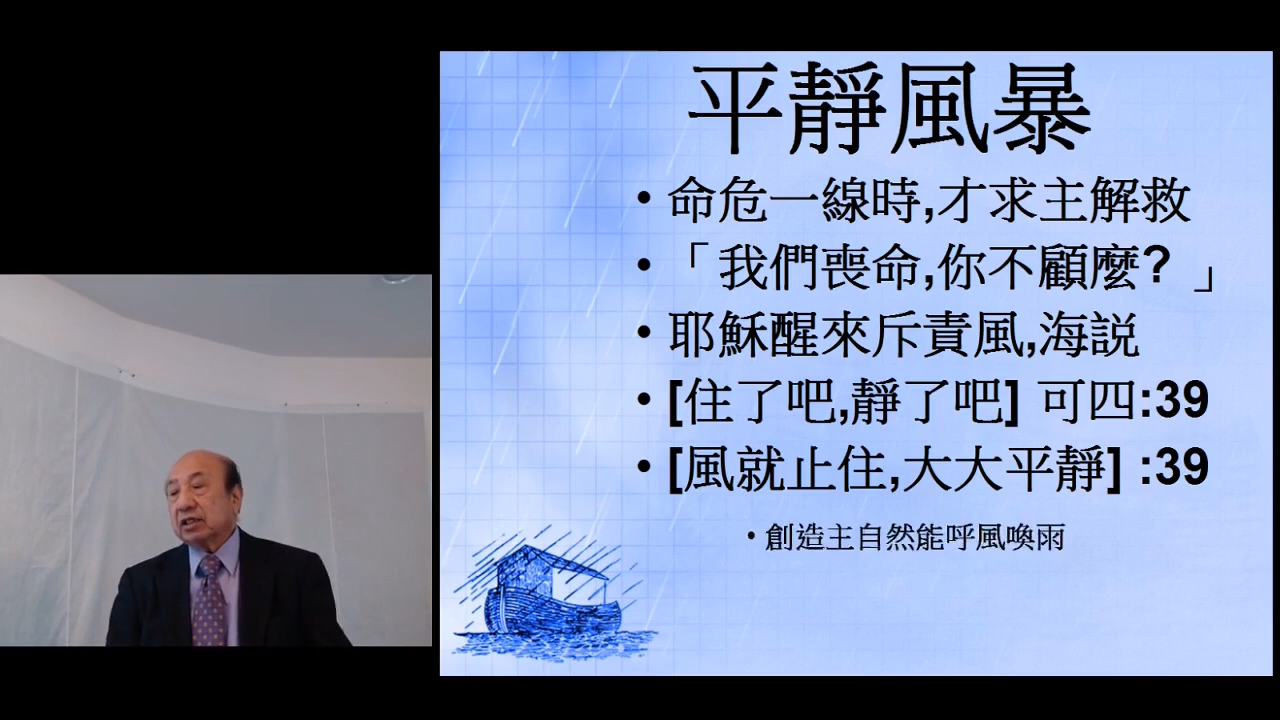 平靜風暴
• 命危一線時,才求主解救
• 「我們喪命,你不顧麼? 」
• 耶穌醒來斥責風,海説
• [住了吧,靜了吧] 可四:39
• [風就止住,大大平靜] :39
• 創造主自然能呼風喚雨